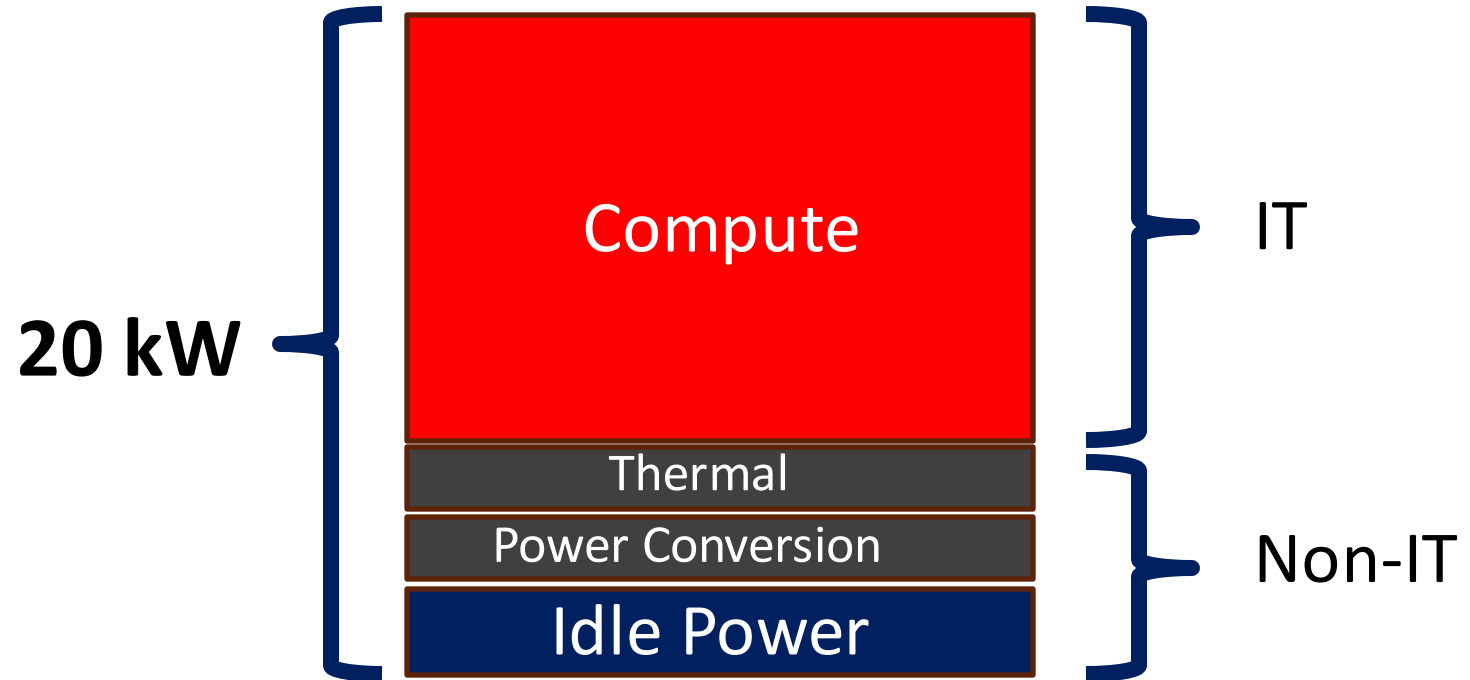 20 kW
Compute
Thermal
Power Conversion
Idle Power
IT
Non-IT